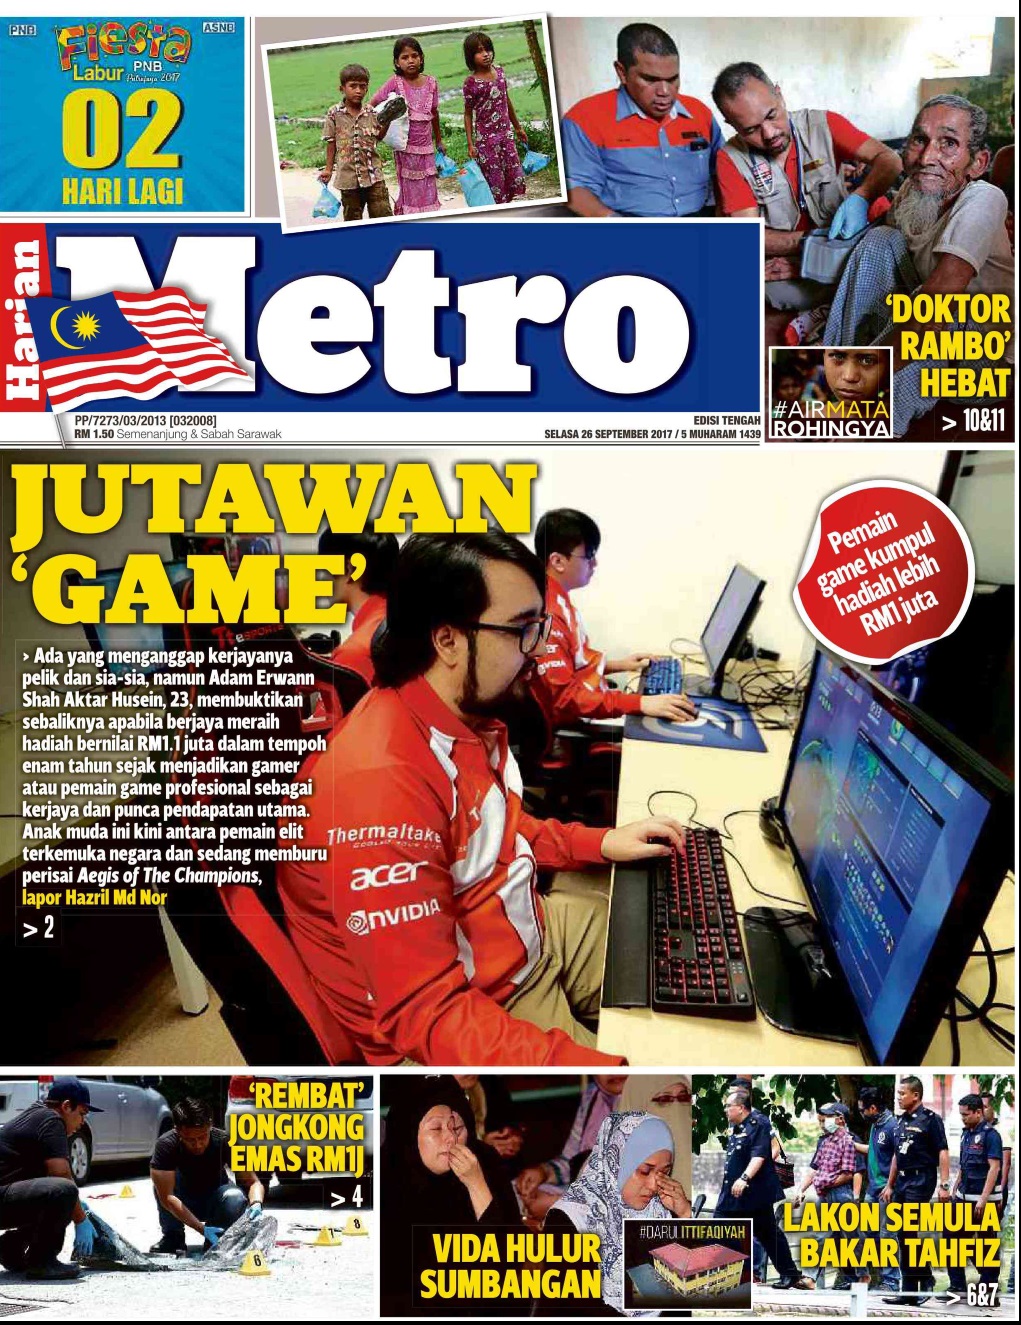 PNB
ASNB
Fiesta
Labur PNB
Putrajaya 2017
02
HARI LAGI
Harian
Metro
'DOKTOR
RAMBO'
HEBAT
> 10&11
#AIRMATA
ROHINGYA
PP/7273/03/2013 [032008]
RM 1.50 Semenanjung & Sabah Sarawak
EDISI TENGAH
SELASA 26 SEPTEMBER 2017 / 5 MUHARAM 1439
JUTAWAN
'GAME'
Pemain
game kumpul
hadiah lebih
RM1 juta
> Ada yang menganggap kerjayanya
pelik dan sia-sia, namun Adam Erwann
Shah Aktar Husein, 23, membuktikan
sebaliknya apabila berjaya meraih
hadiah bernilai RM1.1 juta dalam tempoh
enam tahun sejak menjadikan gamer
atau pemain game profesional sebagai
kerjaya dan punca pendapatan utama.
Anak muda ini kini antara pemain elit
terkemuka negara dan sedang memburu
perisai Aegis of The Champions,
lapor Hazril Md Nor
> 2
Thermaltake
acer
NVIDIA
acer
NVIDIA
'REMBAT'
JONGKONG
EMAS RM1J
> 4
6
8
VIDA HULUR
SUMBANGAN
#DARULITTIFAQIYAH
LAKON SEMULA
BAKAR TAHFIZ
> 6&7